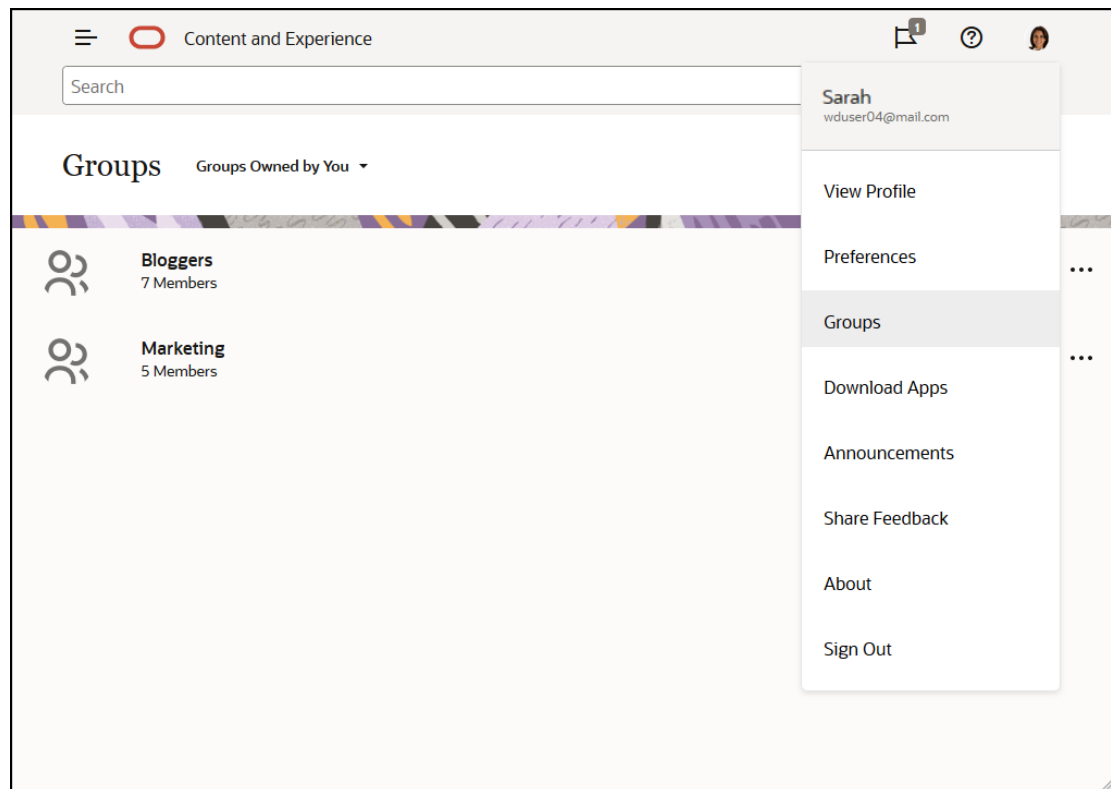 Content and Experience
1
Search
Sarah
wduser04@mail.com
Groups
Groups Owned by You
View Profile
Bloggers
7 Members
Preferences
Groups
Marketing
5 Members
Download Apps
Announcements
Share Feedback
About
Sign Out